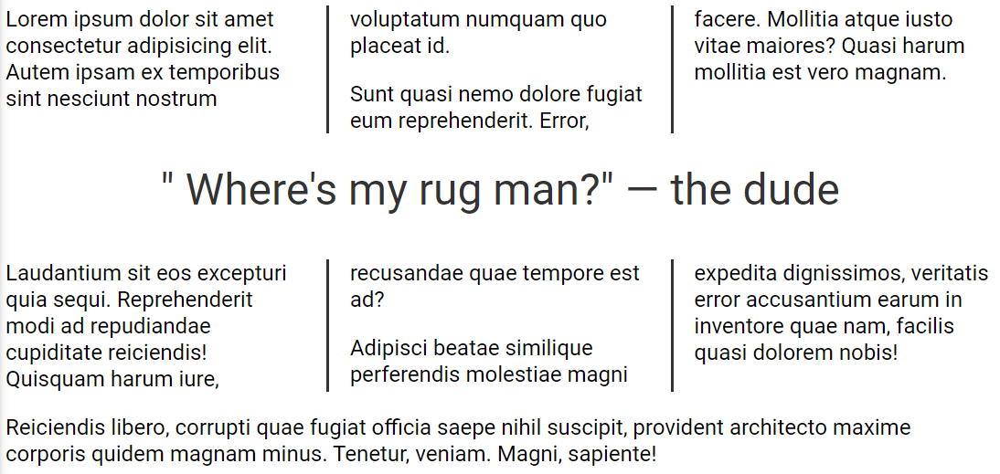 Lorem ipsum dolor sit amet
consectetur adipisicing elit.
Autem ipsam ex temporibus
sint nesciunt nostrum
voluptatum numquam quo
placeat id.
Sunt quasi nemo dolore fugiat
eum reprehenderit. Error,
facere. Mollitia atque iusto
vitae maiores? Quasi harum
mollitia est vero magnam.
" Where's my rug man?" — the dude
Laudantium sit eos excepturi
quia sequi. Reprehenderit
modi ad repudiandae
cupiditate reiciendis!
Quisquam harum iure,
recusandae quae tempore est
ad?
Adipisci beatae similique
perferendis molestiae magni
expedita dignissimos, veritatis
error accusantium earum in
inventore quae nam, facilis
quasi dolorem nobis!
Reiciendis libero, corrupti quae fugiat officia saepe nihil suscipit, provident architecto maxime
corporis quidem magnam minus. Tenetur, veniam. Magni, sapiente!